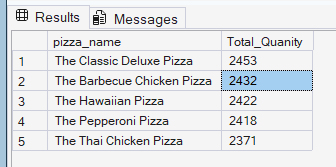 Results Messages
pizza_name Total_Quanity
1 The Classic Deluxe Pizza 2453
2 The Barbecue Chicken Pizza 2432
3 The Hawaiian Pizza 2422
4 The Pepperoni Pizza 2418
5 The Thai Chicken Pizza 2371